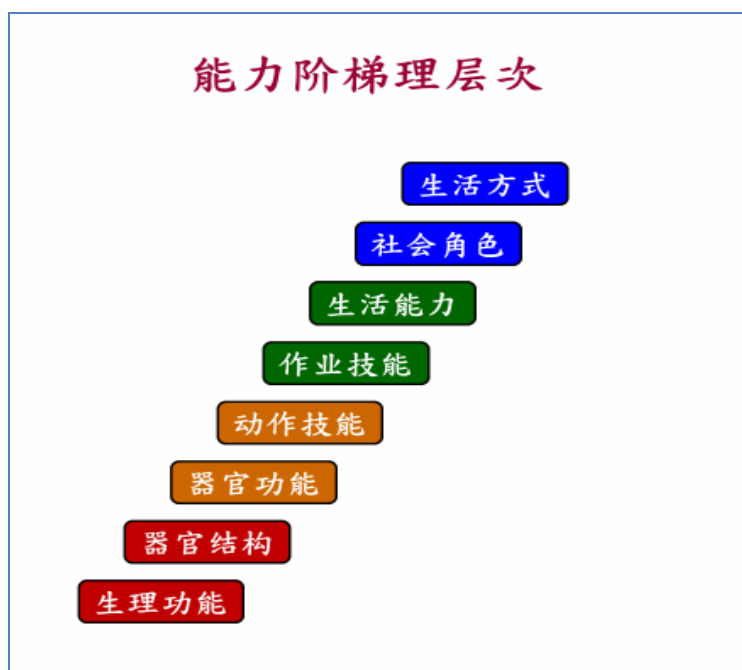 能力阶梯理层次
生活方式
社会角色
生活能力
作业技能
动作技能
器官功能
器官结构
生理功能